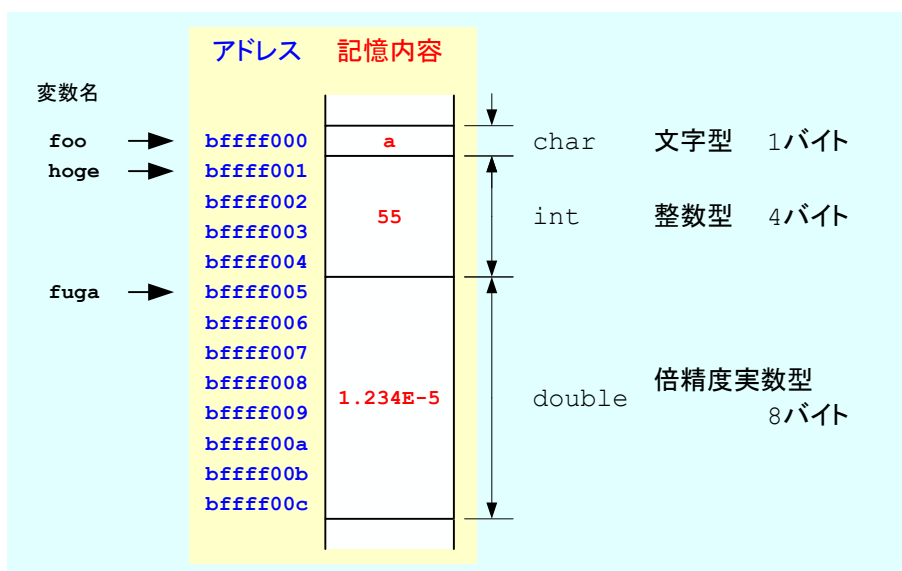 アドレス 記憶内容
変数名
foo bffff000 a char 文字型 1バイト
hoge bffff001
bffff002
55 int 整数型 4バイト
bffff003
bffff004
fuga bffff005
bffff006
bffff007
bffff008
倍精度実数型
1.234E-5 double
bffff009 8バイト
bffff00a
bffff00b
bffff00c